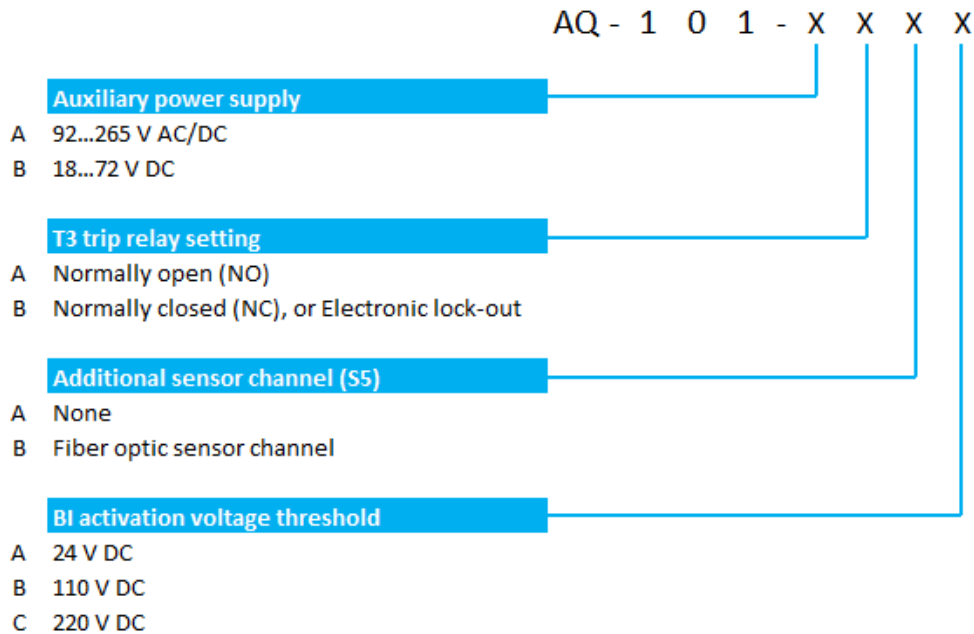 AQ - 1 0 1 - X X X X
Auxiliary power supply
A 92...265 V AC/DC
B 18...72 V DC
T3 trip relay setting
A Normally open (NO)
B Normally closed (NC), or Electronic lock-out
Additional sensor channel (S5)
A None
B Fiber optic sensor channel
BI activation voltage threshold
A 24 V DC
B 110 V DC
C 220 V DC